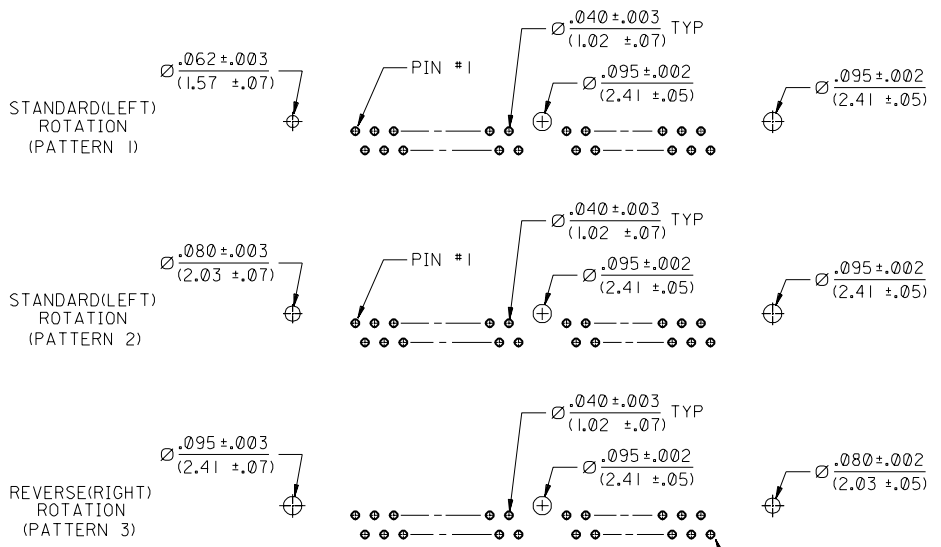 .040±.003 TYP
(1.02 ±.07)
.062±.003
(1.57 ±.07)
PIN #1
Ø .095±.002
(2.41 ±.05)
Ø .095±.002
(2.41 ±.05)
STANDARD(LEFT)
ROTATION
(PATTERN 1)
Ø .040±.003 TYP
(1.02 ±.07)
Ø .080±.003
(2.03 ±.07)
PIN #1
Ø .095±.002
(2.41 ±.05)
Ø .095±.002
(2.41 ±.05)
STANDARD(LEFT)
ROTATION
(PATTERN 2)
Ø .040±.003 TYP
(1.02 ±.07)
Ø .095±.003
(2.41 ±.07)
Ø .095±.002
(2.41 ±.05)
Ø .080±.002
(2.03 ±.05)
REVERSE(RIGHT)
ROTATION
(PATTERN 3)